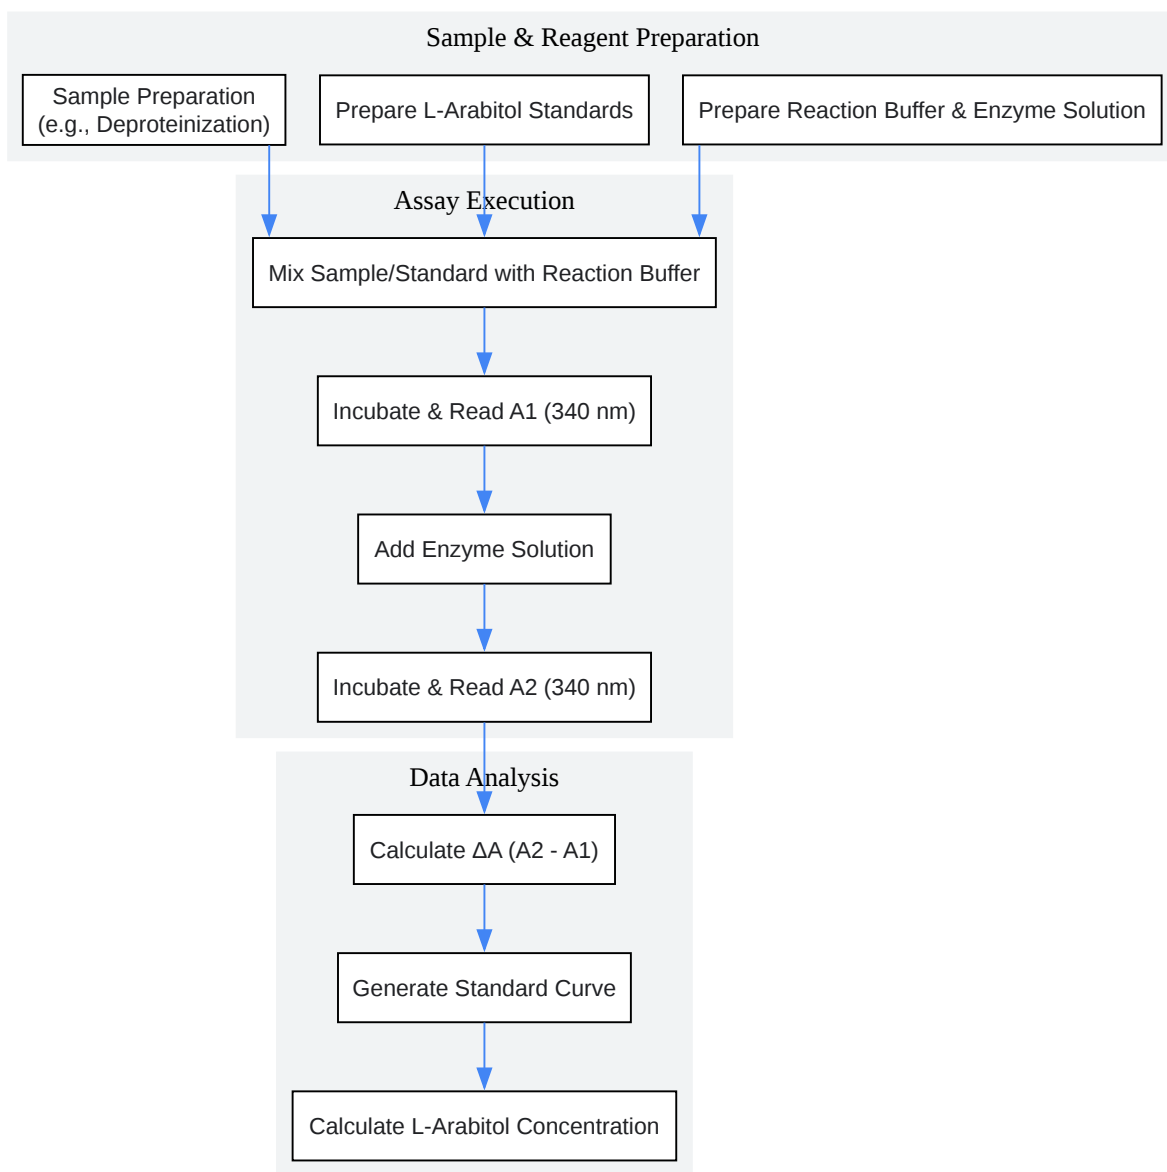 Sample & Reagent Preparation
Sample Preparation
(e.g., Deproteinization)
Prepare L-Arabitol Standards
Prepare Reaction Buffer & Enzyme Solution
Assay Execution
Mix Sample/Standard with Reaction Buffer
Incubate & Read A1 (340 nm)
Add Enzyme Solution
Incubate & Read A2 (340 nm)
Data Analysis
Calculate ΔA (A2 - A1)
Generate Standard Curve
Calculate L-Arabitol Concentration